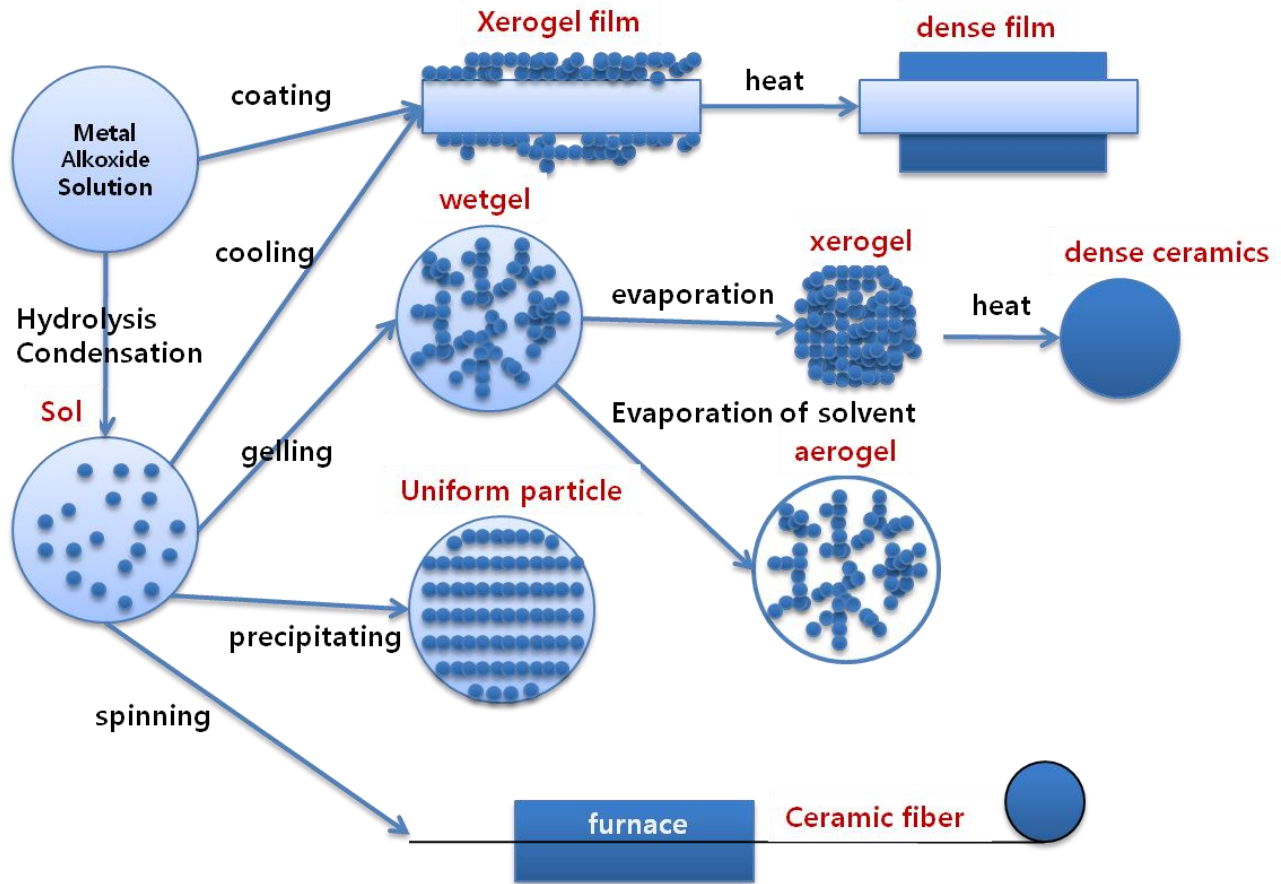 Xerogel film
dense film
coating
heat
Metal
Alkoxide
Solution
wetgel
cooling
xerogel
dense ceramics
evaporation
heat
Hydrolysis
Condensation
Sol
Evaporation of solvent
gelling
aerogel
Uniform particle
precipitating
spinning
furnace
Ceramic fiber